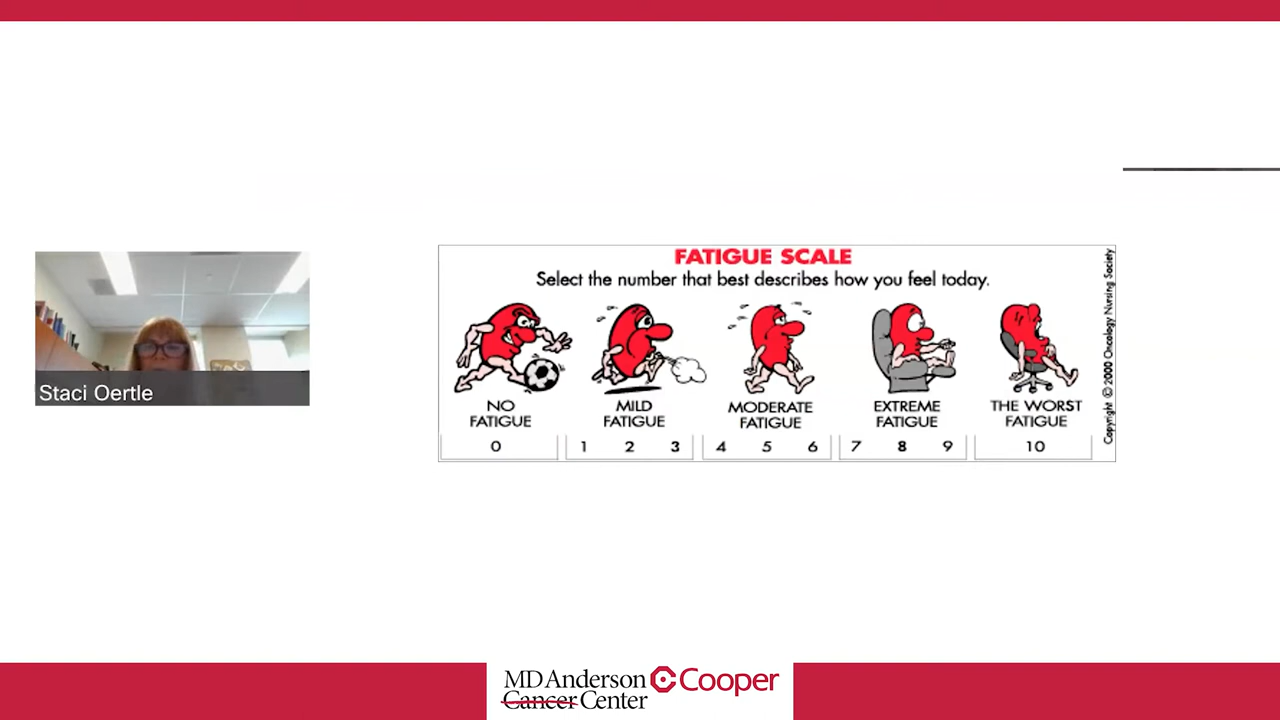 FATIGUE SCALE
Select the number that best describes how you feel today.
NO
FATIGUE
MILD
FATIGUE
MODERATE
FATIGUE
EXTREME
FATIGUE
THE WORST
FATIGUE
0
1 2 3
4 5 6
7 8 9
10
Copyright © 2000 Oncology Nursing Society
Staci Oertle
MD Anderson
Cancer Center
Cooper